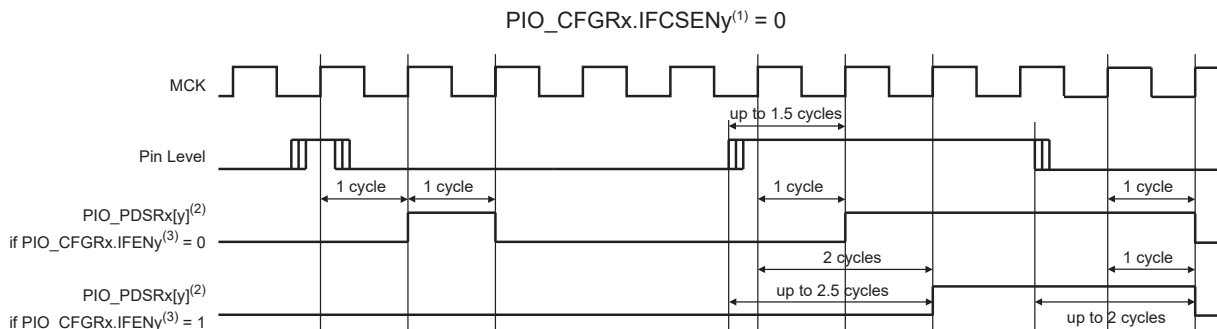 PIO_CFGRx.IFCSENy(1) = 0
MCK
up to 1.5 cycles
Pin Level
1 cycle 1 cycle 1 cycle 1 cycle
PIO_PDSRx[y](2)
if PIO_CFGRx.IFENy(3) = 0
2 cycles 1 cycle
PIO_PDSRx[y](2)
up to 2.5 cycles up to 2 cycles
if PIO_CFGRx.IFENy(3) = 1